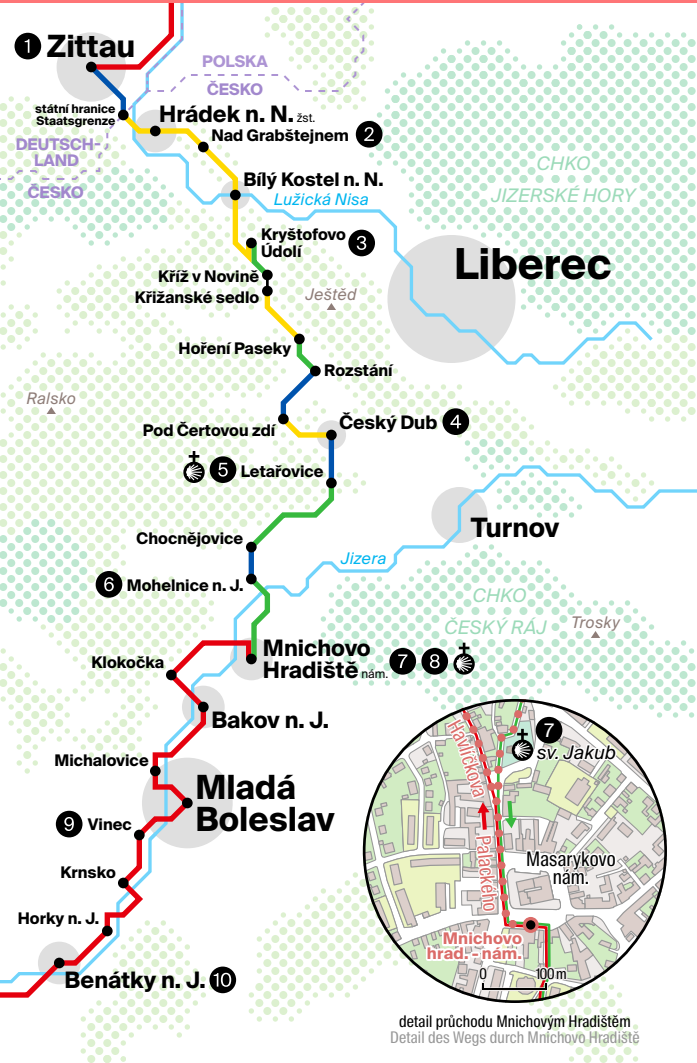 1 Zittau
POLSKA
ČESKO
státní hranice
Staatsgrenze
Hrádek n. N. žst.
Nad Grabštejnem 2
DEUTSCH-
LAND
ČESKO
CHKO
JIZERSKÉ HORY
Bílý Kostel n. N.
Lužická Nisa
Kryštofovo
Údolí 3
Liberec
Kříž v Novině
Křižanské sedlo
Ještěd
Hoření Paseky
Rozstání
Ralsko
Pod Čertovou zdí
Český Dub 4
5 Letařovice
Turnov
Chocnějovice
Jizera
6 Mohelnice n. J.
CHKO
ČESKÝ RÁJ
Trosky
Mnichovo
Hradiště nám. 7 8
Klokočka
Bakov n. J.
Michalovice
Mladá
Boleslav
9 Vinec
Krnsko
Horky n. J.
Benátky n. J. 10
7
sv. Jakub
Havlíčkova
Palackého
Masarykovo
nám.
Mnichovo
hrad. - nám.
0 100 m
detail průchodu Mnichovým Hradištěm
Detail des Wegs durch Mnichovo Hradiště